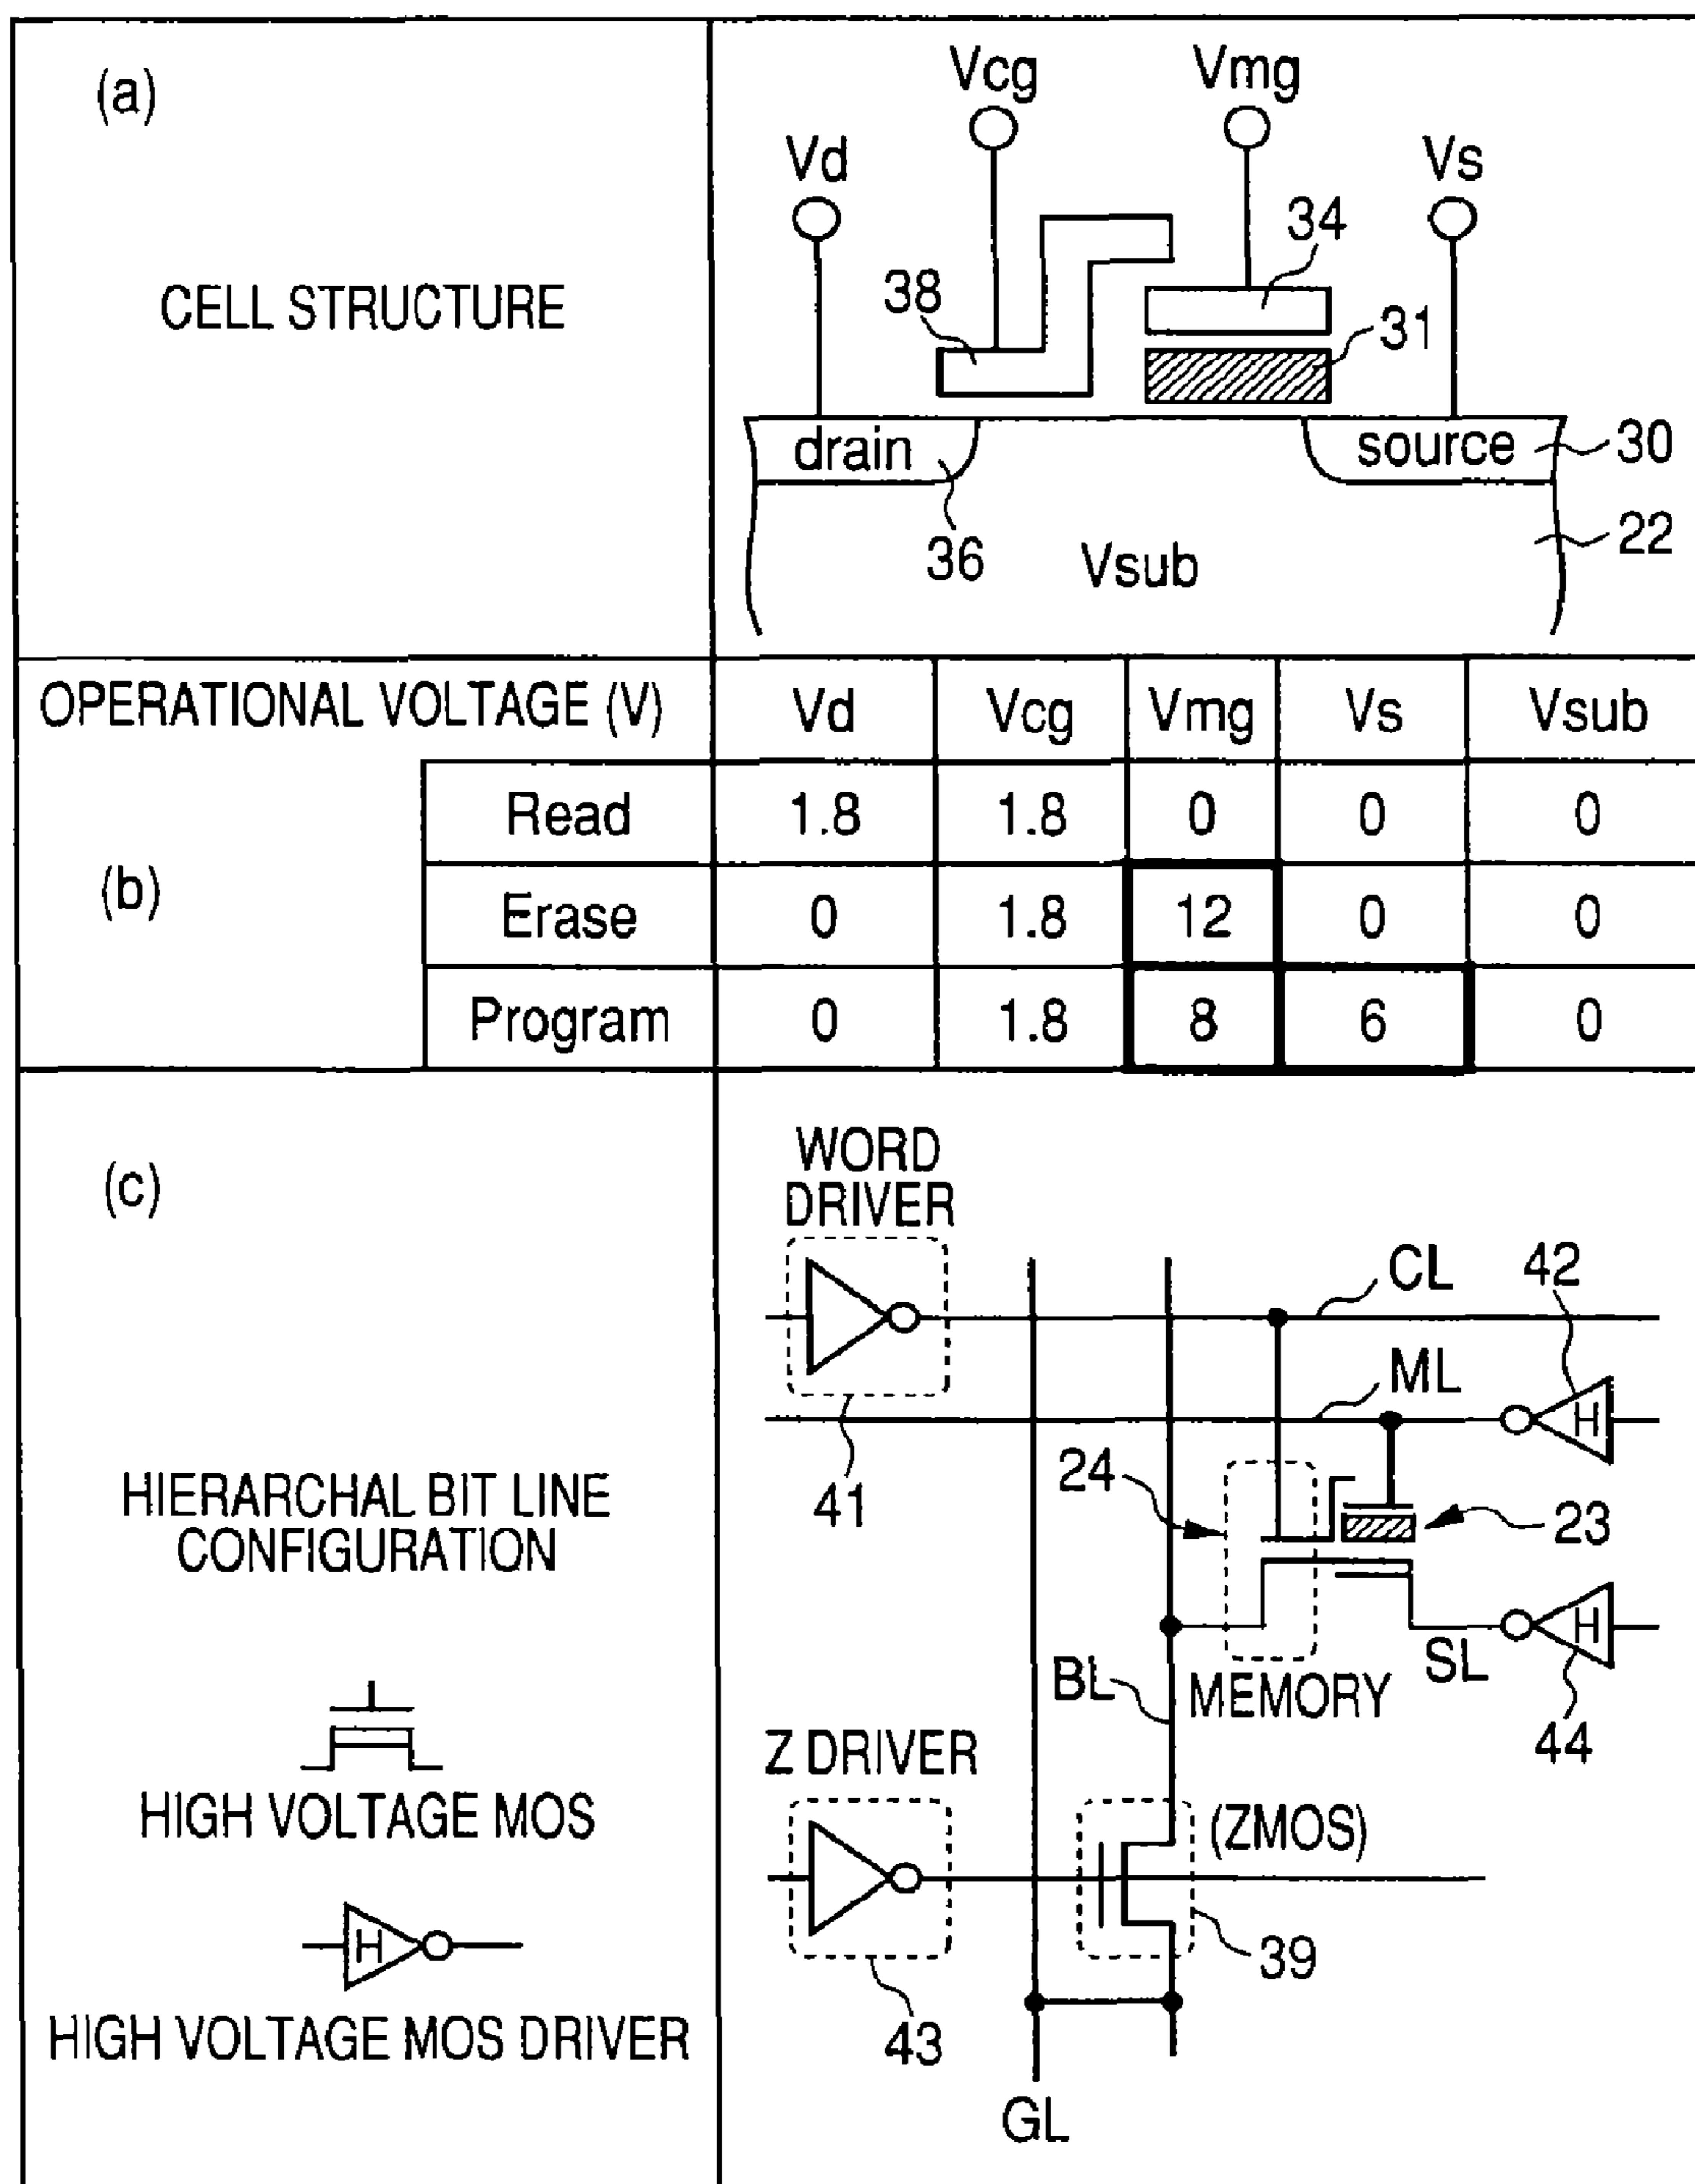 (a)
CELL STRUCTURE
Vcg
Vmg
Vd
Vs
34
38
31
drain
source
30
36
Vsub
22
OPERATIONAL VOLTAGE (V) Vd Vcg Vmg Vs Vsub
(b)
Read 1.8 1.8 0 0 0
Erase 0 1.8 12 0 0
Program 0 1.8 8 6 0
(c)
HIERARCHAL BIT LINE
CONFIGURATION
HIGH VOLTAGE MOS
H
HIGH VOLTAGE MOS DRIVER
WORD
DRIVER
41
CL
42
ML
H
24
23
H
SL
BL
MEMORY
44
Z DRIVER
(ZMOS)
39
43
GL